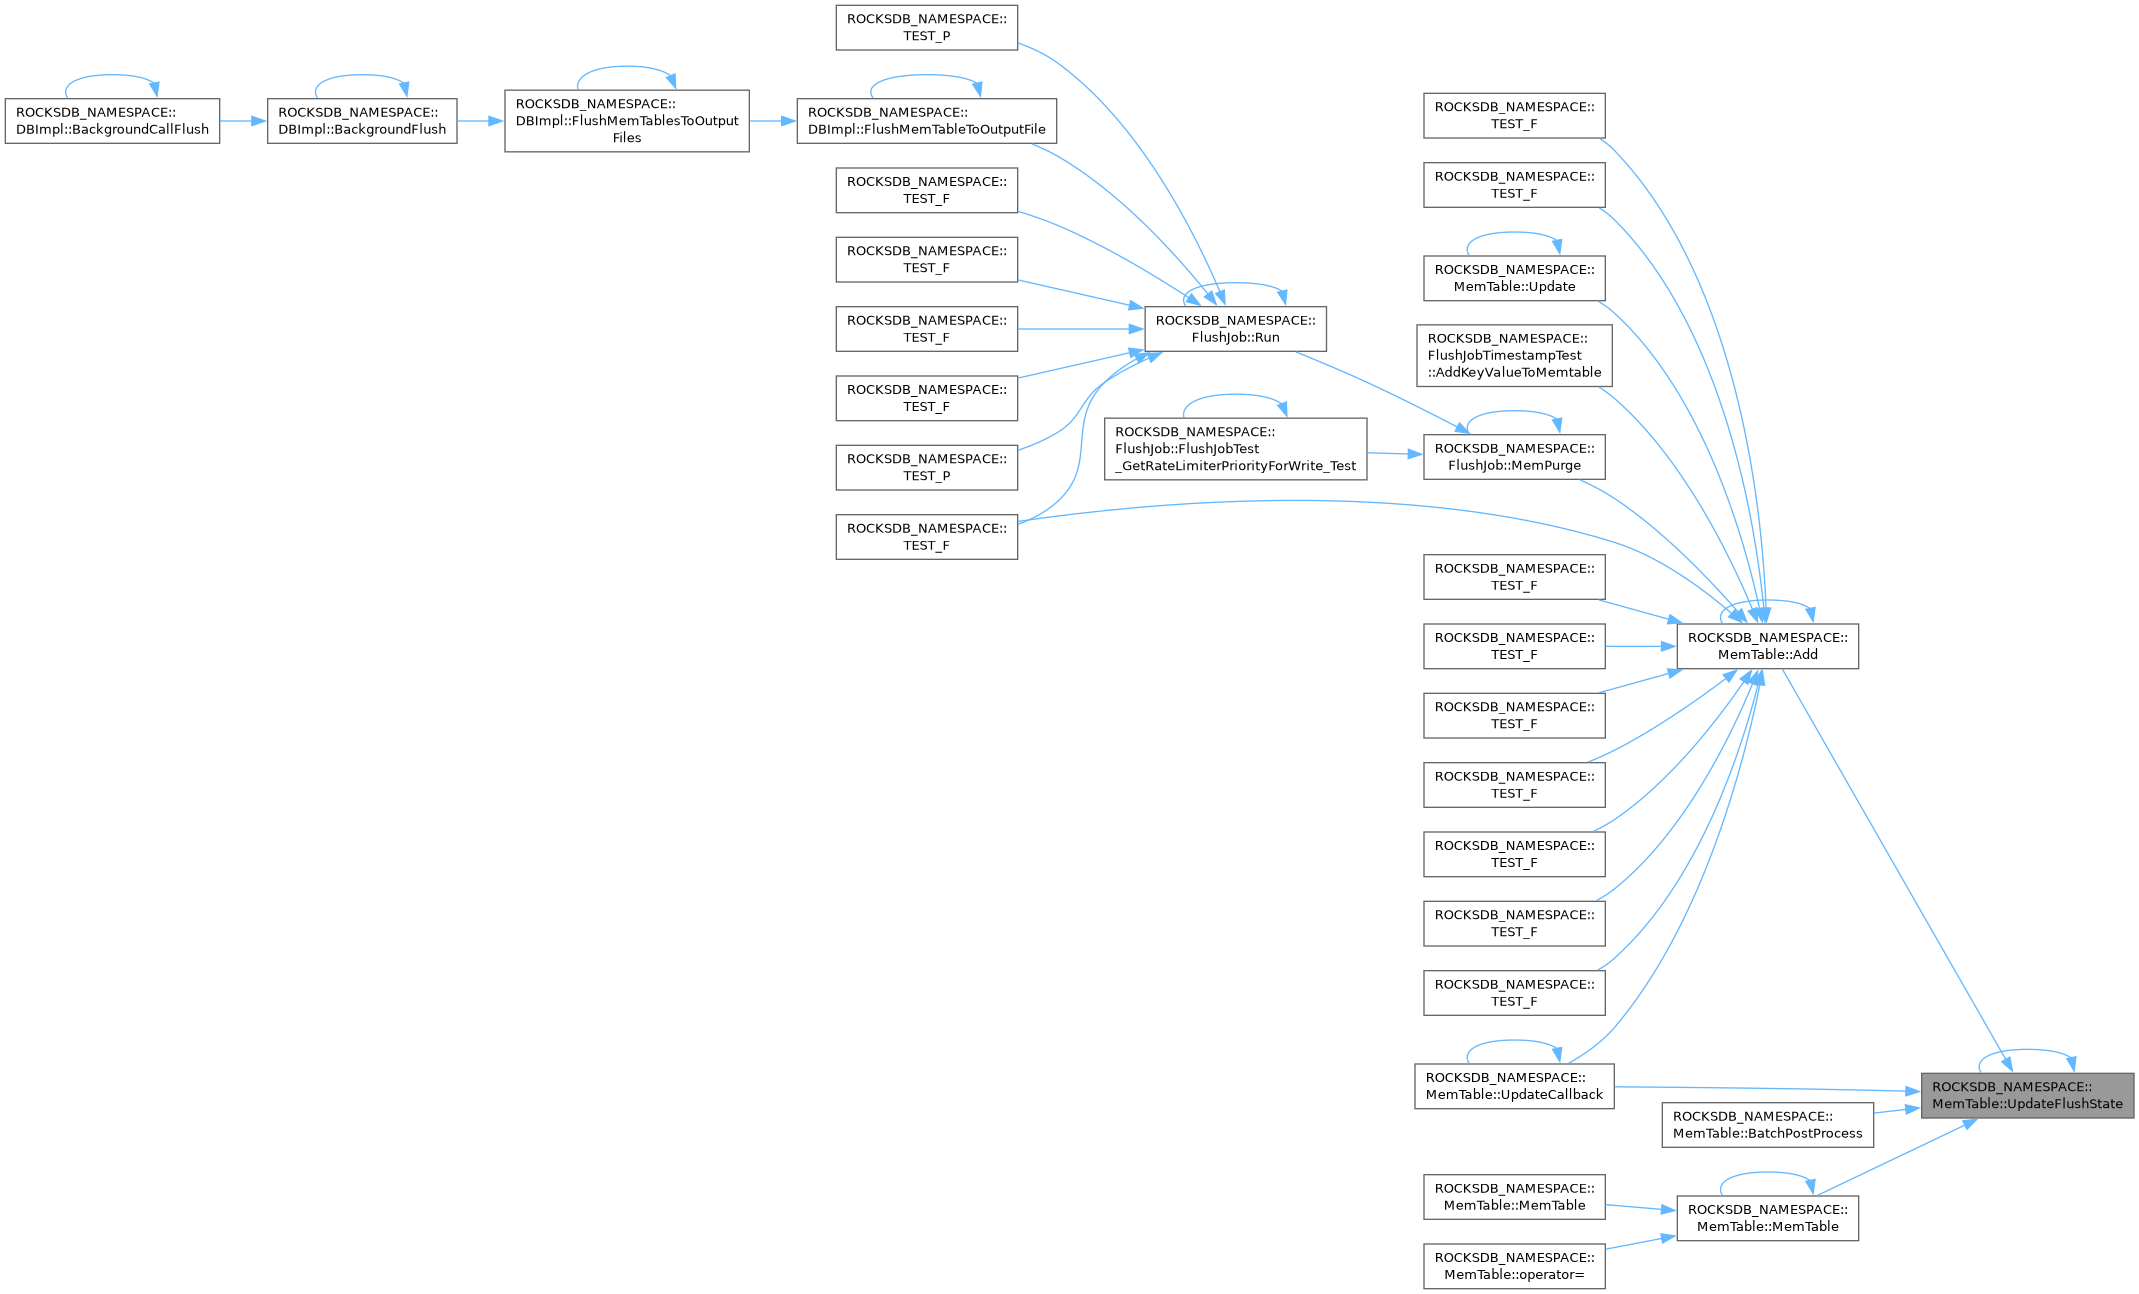 ROCKSDB_NAMESPACE::
TEST_P
ROCKSDB_NAMESPACE::
DBImpl::BackgroundCallFlush
ROCKSDB_NAMESPACE::
DBImpl::BackgroundFlush
ROCKSDB_NAMESPACE::
DBImpl::FlushMemTablesToOutput
Files
ROCKSDB_NAMESPACE::
DBImpl::FlushMemTableToOutputFile
ROCKSDB_NAMESPACE::
TEST_F
ROCKSDB_NAMESPACE::
TEST_F
ROCKSDB_NAMESPACE::
TEST_F
ROCKSDB_NAMESPACE::
TEST_F
ROCKSDB_NAMESPACE::
TEST_P
ROCKSDB_NAMESPACE::
TEST_F
ROCKSDB_NAMESPACE::
FlushJob::Run
ROCKSDB_NAMESPACE::
FlushJob::FlushJobTest
_GetRateLimiterPriorityForWrite_Test
ROCKSDB_NAMESPACE::
TEST_F
ROCKSDB_NAMESPACE::
TEST_F
ROCKSDB_NAMESPACE::
MemTable::Update
ROCKSDB_NAMESPACE::
FlushJobTimestampTest
::AddKeyValueToMemtable
ROCKSDB_NAMESPACE::
FlushJob::MemPurge
ROCKSDB_NAMESPACE::
TEST_F
ROCKSDB_NAMESPACE::
TEST_F
ROCKSDB_NAMESPACE::
TEST_F
ROCKSDB_NAMESPACE::
TEST_F
ROCKSDB_NAMESPACE::
TEST_F
ROCKSDB_NAMESPACE::
TEST_F
ROCKSDB_NAMESPACE::
TEST_F
ROCKSDB_NAMESPACE::
MemTable::UpdateCallback
ROCKSDB_NAMESPACE::
MemTable::Add
ROCKSDB_NAMESPACE::
MemTable::UpdateFlushState
ROCKSDB_NAMESPACE::
MemTable::BatchPostProcess
ROCKSDB_NAMESPACE::
MemTable::MemTable
ROCKSDB_NAMESPACE::
MemTable::MemTable
ROCKSDB_NAMESPACE::
MemTable::operator=